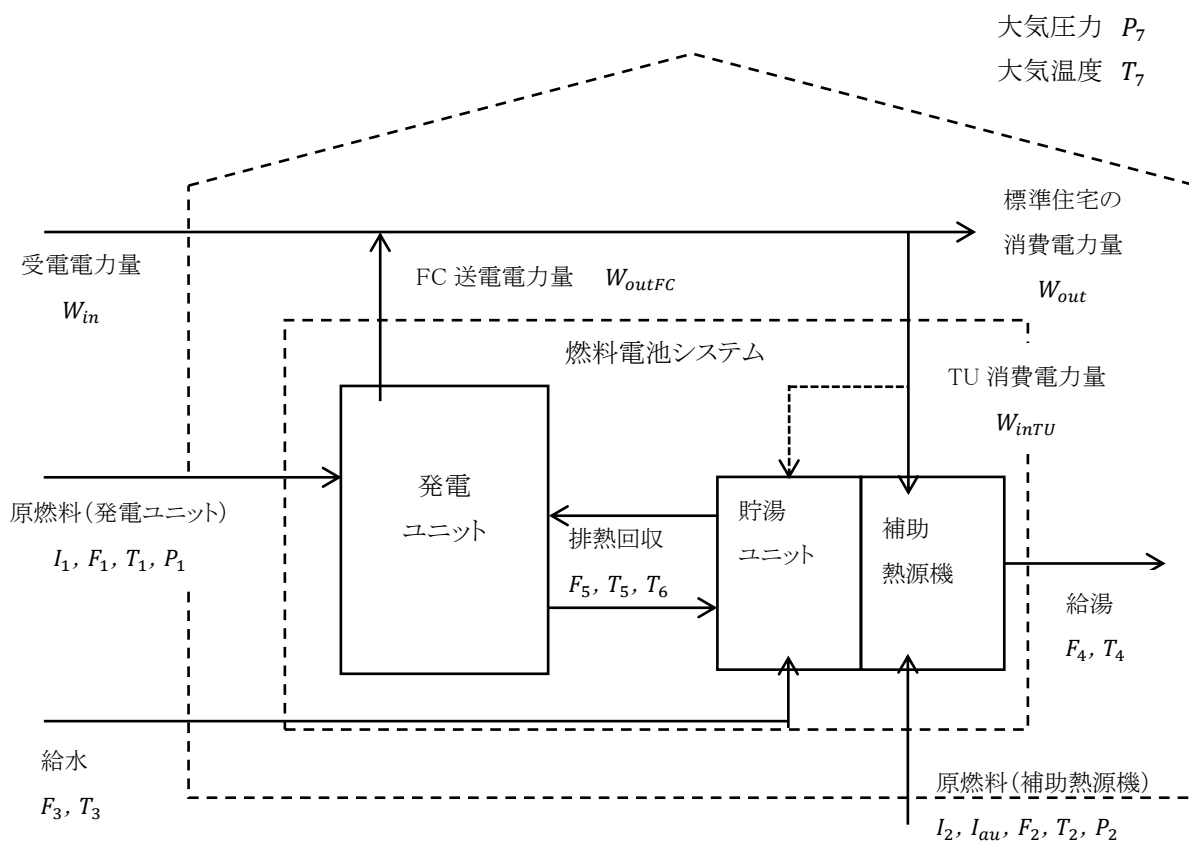 大気圧力 P₇
大気温度 T₇
標準住宅の
消費電力量
W_out
受電電力量
W_in
FC 送電電力量 W_outFC
燃料電池システム
TU 消費電力量
W_inTU
発電
ユニット
貯湯
ユニット
補助
熱源機
原燃料(発電ユニット)
I₁, F₁, T₁, P₁
排熱回収
F₅, T₅, T₆
給湯
F₄, T₄
給水
F₃, T₃
原燃料(補助熱源機)
I₂, I_au, F₂, T₂, P₂